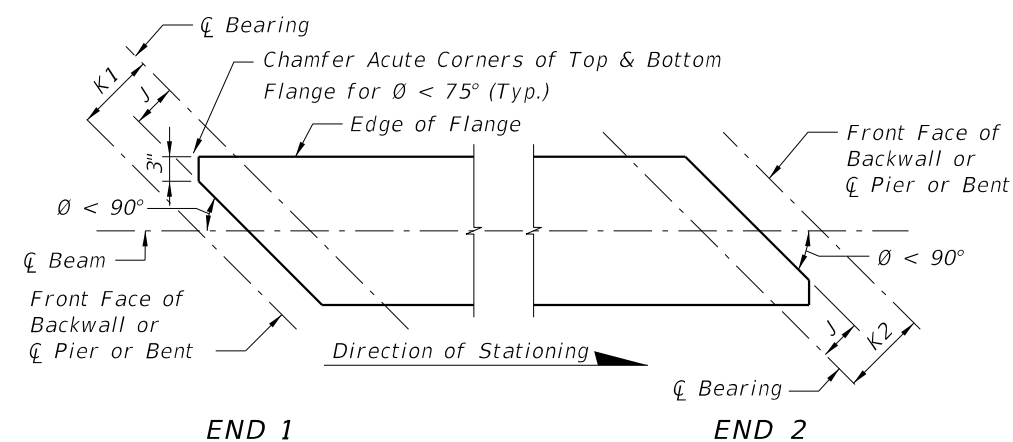 ℄ Bearing
Chamfer Acute Corners of Top & Bottom
Flange for Ø < 75° (Typ.)
K1
J
Edge of Flange
3"
Ø < 90°
℄ Beam
Front Face of
Backwall or
℄ Pier or Bent
Front Face of
Backwall or
℄ Pier or Bent
Ø < 90°
J
K2
Direction of Stationing
℄ Bearing
END 1
END 2